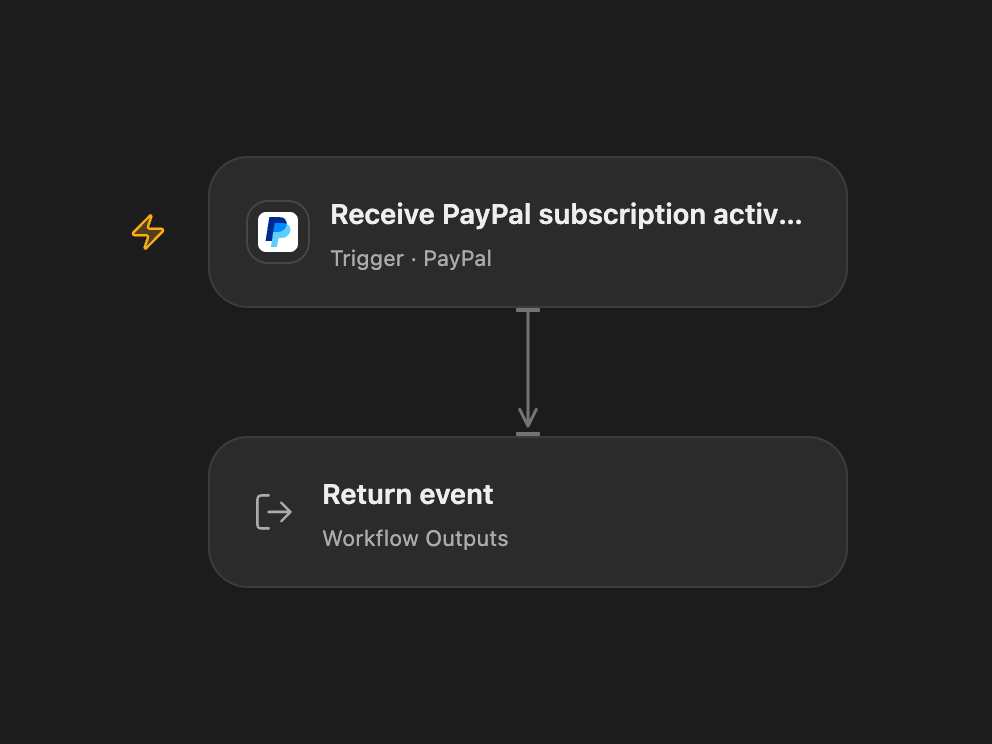 Receive PayPal subscription activ...
Trigger · PayPal
Return event
Workflow Outputs